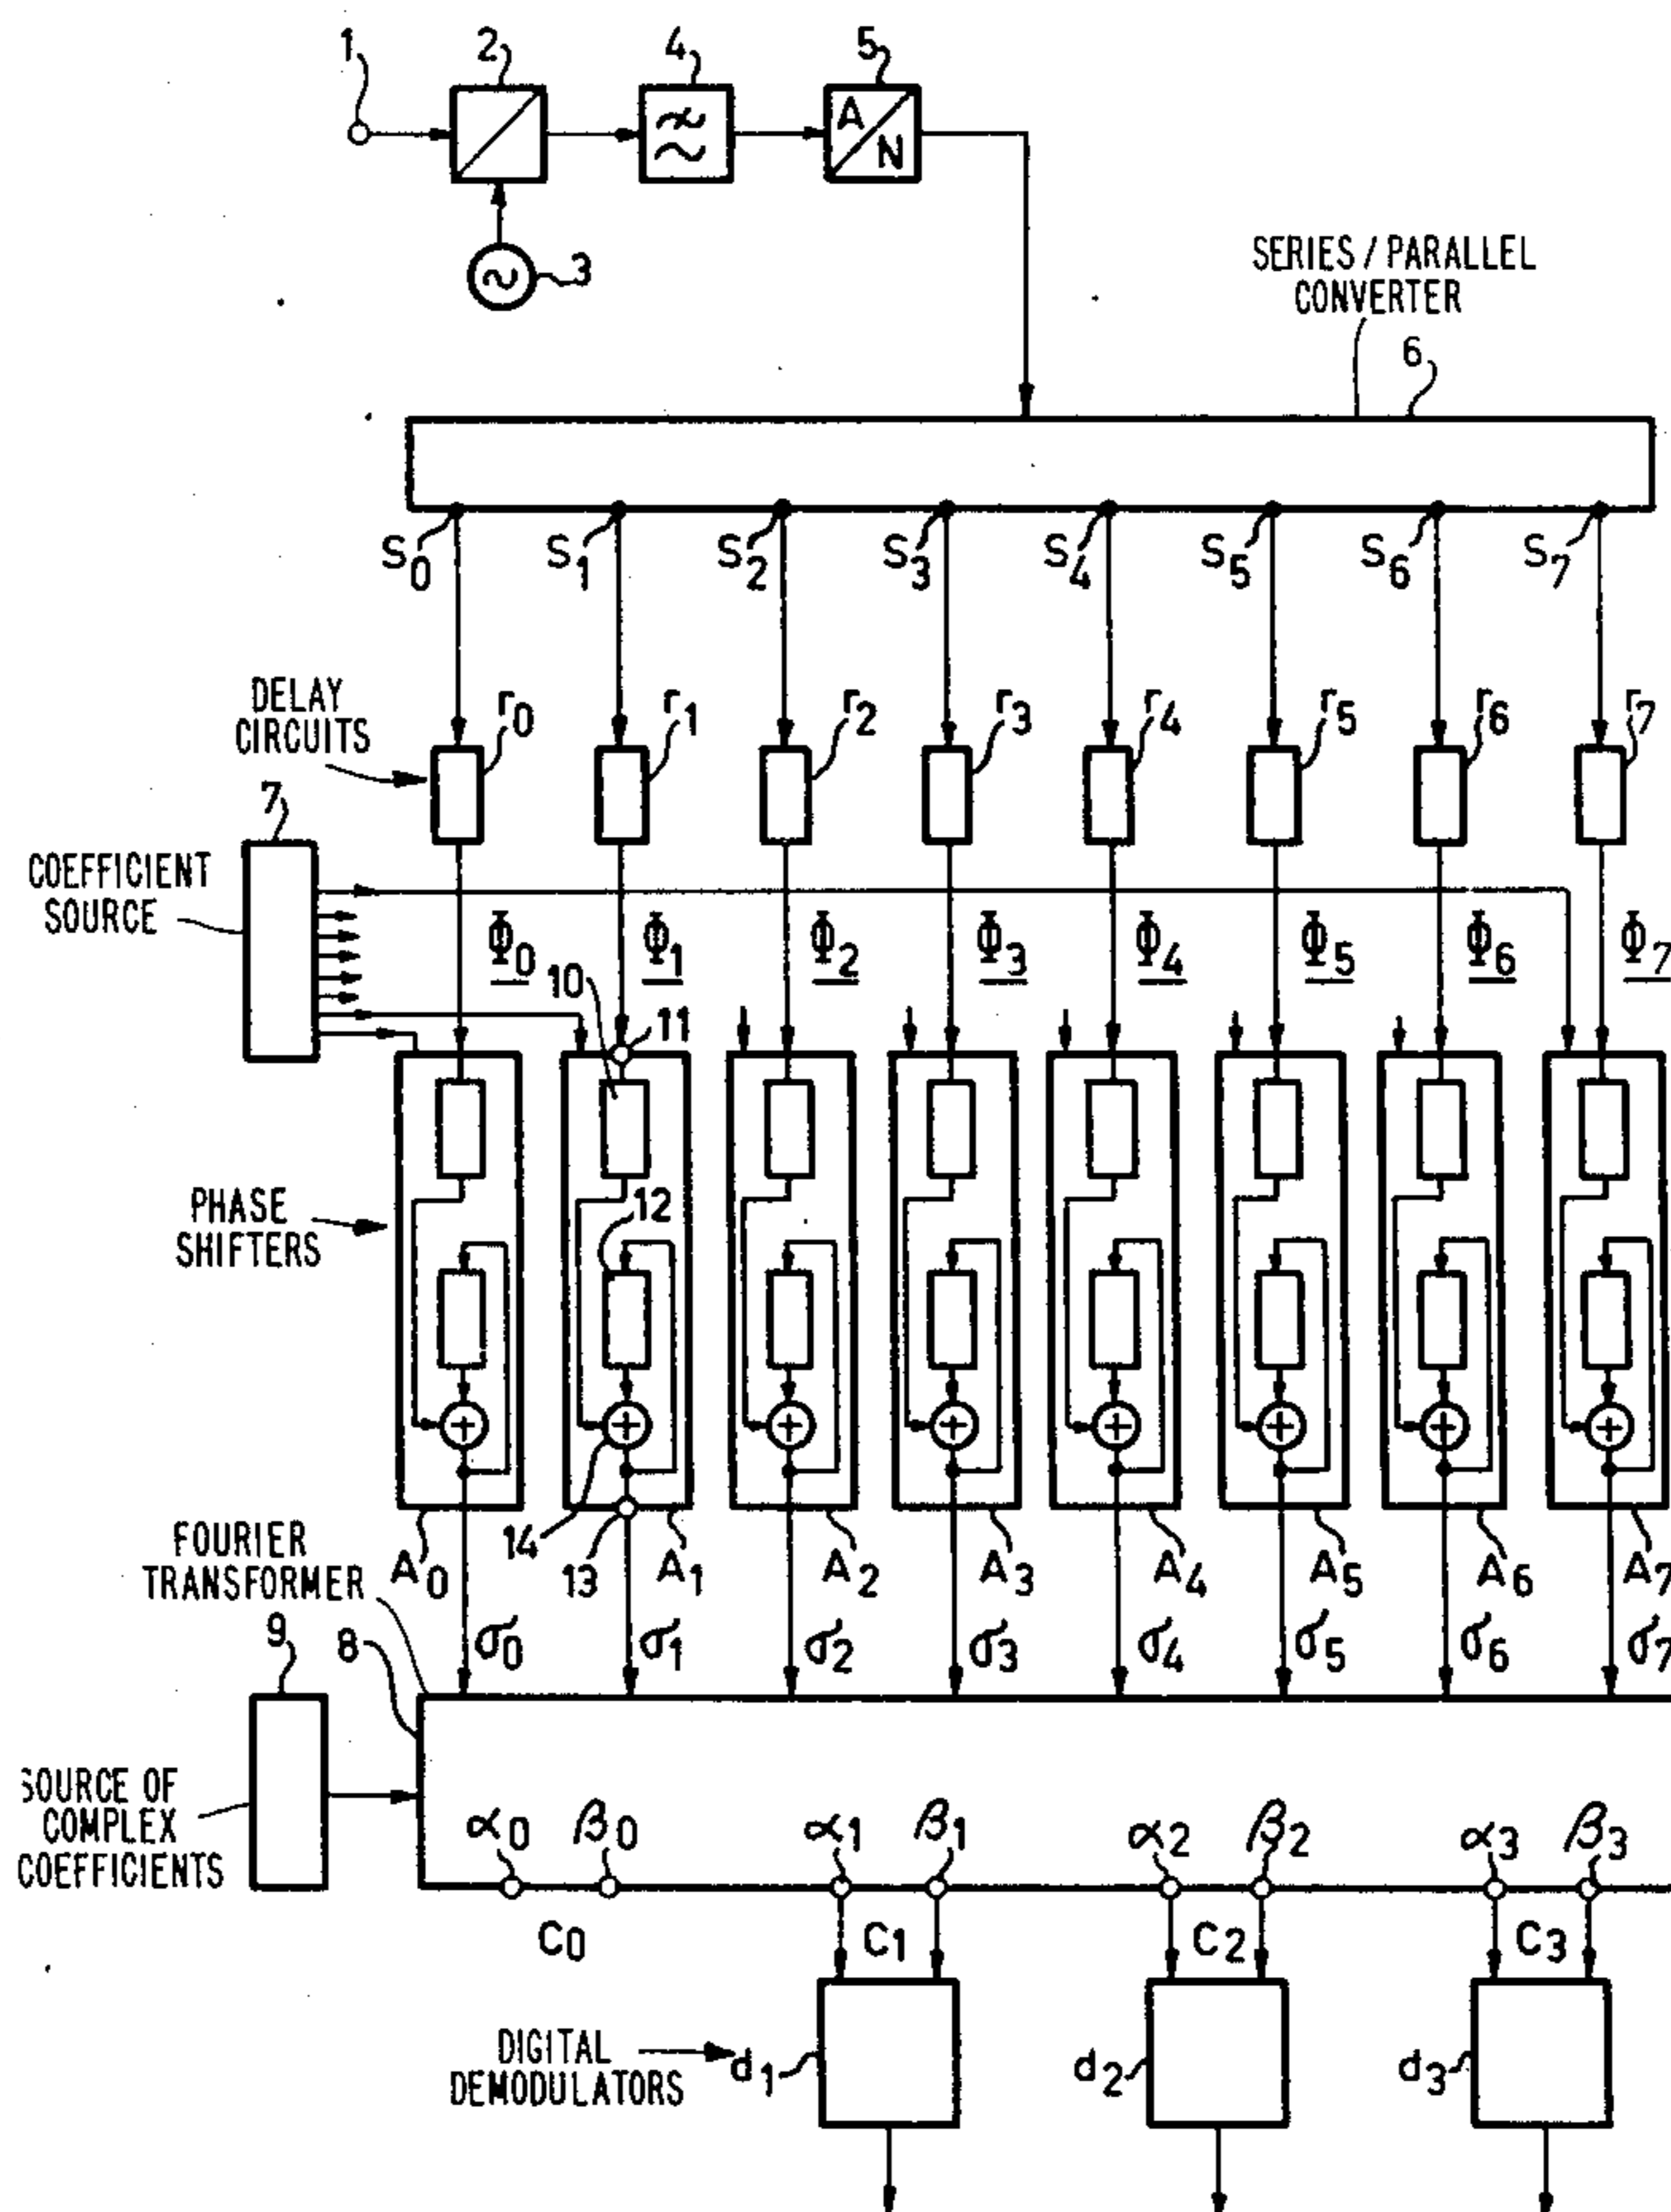 1 2 4 5
A/N
3
SERIES / PARALLEL
CONVERTER
6
S0 S1 S2 S3 S4 S5 S6 S7
DELAY
CIRCUITS
r0 r1 r2 r3 r4 r5 r6 r7
7
COEFFICIENT
SOURCE
Φ0 Φ1 Φ2 Φ3 Φ4 Φ5 Φ6 Φ7
10 11
PHASE
SHIFTERS
12
+ + + + + + + +
14 13
A0 A1 A2 A3 A4 A5 A6 A7
FOURIER
TRANSFORMER
9 8
σ0 σ1 σ2 σ3 σ4 σ5 σ6 σ7
SOURCE OF
COMPLEX
COEFFICIENTS
α0 β0 α1 β1 α2 β2 α3 β3
C0 C1 C2 C3
DIGITAL
DEMODULATORS
d1 d2 d3